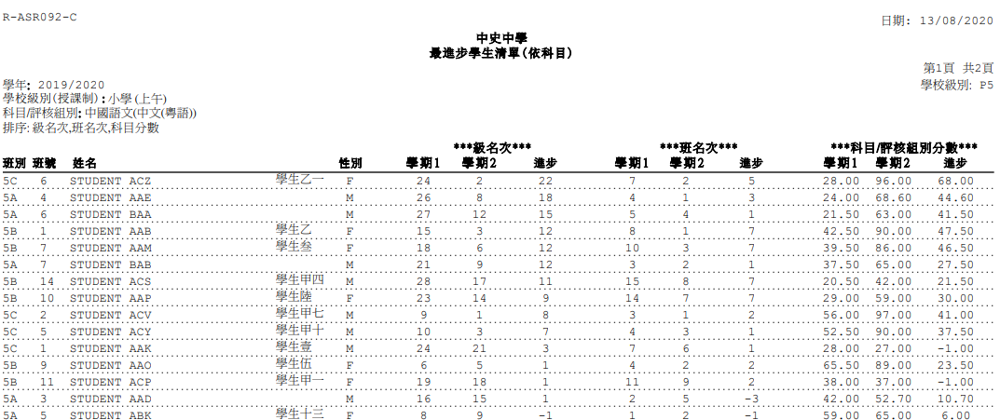 R-ASR092-C
日期: 13/08/2020
中史中學
最進步學生清單(依科目)
第1頁 共2頁
學年: 2019/2020
學校級別: P5
學校級別(授課制) : 小學 (上午)
科目/評核組別: 中國語文(中文(粵語))
排序: 級名次,班名次,科目分數
***級名次*** ***班名次*** ***科目/評核組別分數***
班別 班號 姓名 性別 學期1 學期2 進步 學期1 學期2 進步 學期1 學期2 進步
5C 6 STUDENT ACZ 學生乙一 F 24 2 22 7 2 5 28.00 96.00 68.00
5A 4 STUDENT AAE M 26 8 18 4 1 3 24.00 68.60 44.60
5A 6 STUDENT BAA M 27 12 15 5 4 1 21.50 63.00 41.50
5B 1 STUDENT AAB 學生乙 F 15 3 12 8 1 7 42.50 90.00 47.50
5B 7 STUDENT AAM 學生叁 F 18 6 12 10 3 7 39.50 86.00 46.50
5A 7 STUDENT BAB M 21 9 12 3 2 1 37.50 65.00 27.50
5B 14 STUDENT ACS 學生甲四 M 28 17 11 15 8 7 20.50 42.00 21.50
5B 10 STUDENT AAP 學生陸 F 23 14 9 14 7 7 29.00 59.00 30.00
5C 2 STUDENT ACV 學生甲七 M 9 1 8 3 1 2 56.00 97.00 41.00
5C 5 STUDENT ACY 學生甲十 M 10 3 7 4 3 1 52.50 90.00 37.50
5C 1 STUDENT AAK 學生壹 M 24 21 3 7 6 1 28.00 27.00 -1.00
5B 9 STUDENT AAO 學生伍 F 6 5 1 4 2 2 65.50 89.00 23.50
5B 11 STUDENT ACP 學生甲一 F 19 18 1 11 9 2 38.00 37.00 -1.00
5A 3 STUDENT AAD M 16 15 1 2 5 -3 42.00 52.70 10.70
5A 5 STUDENT ABK 學生十三 F 8 9 -1 1 2 -1 59.00 65.00 6.00